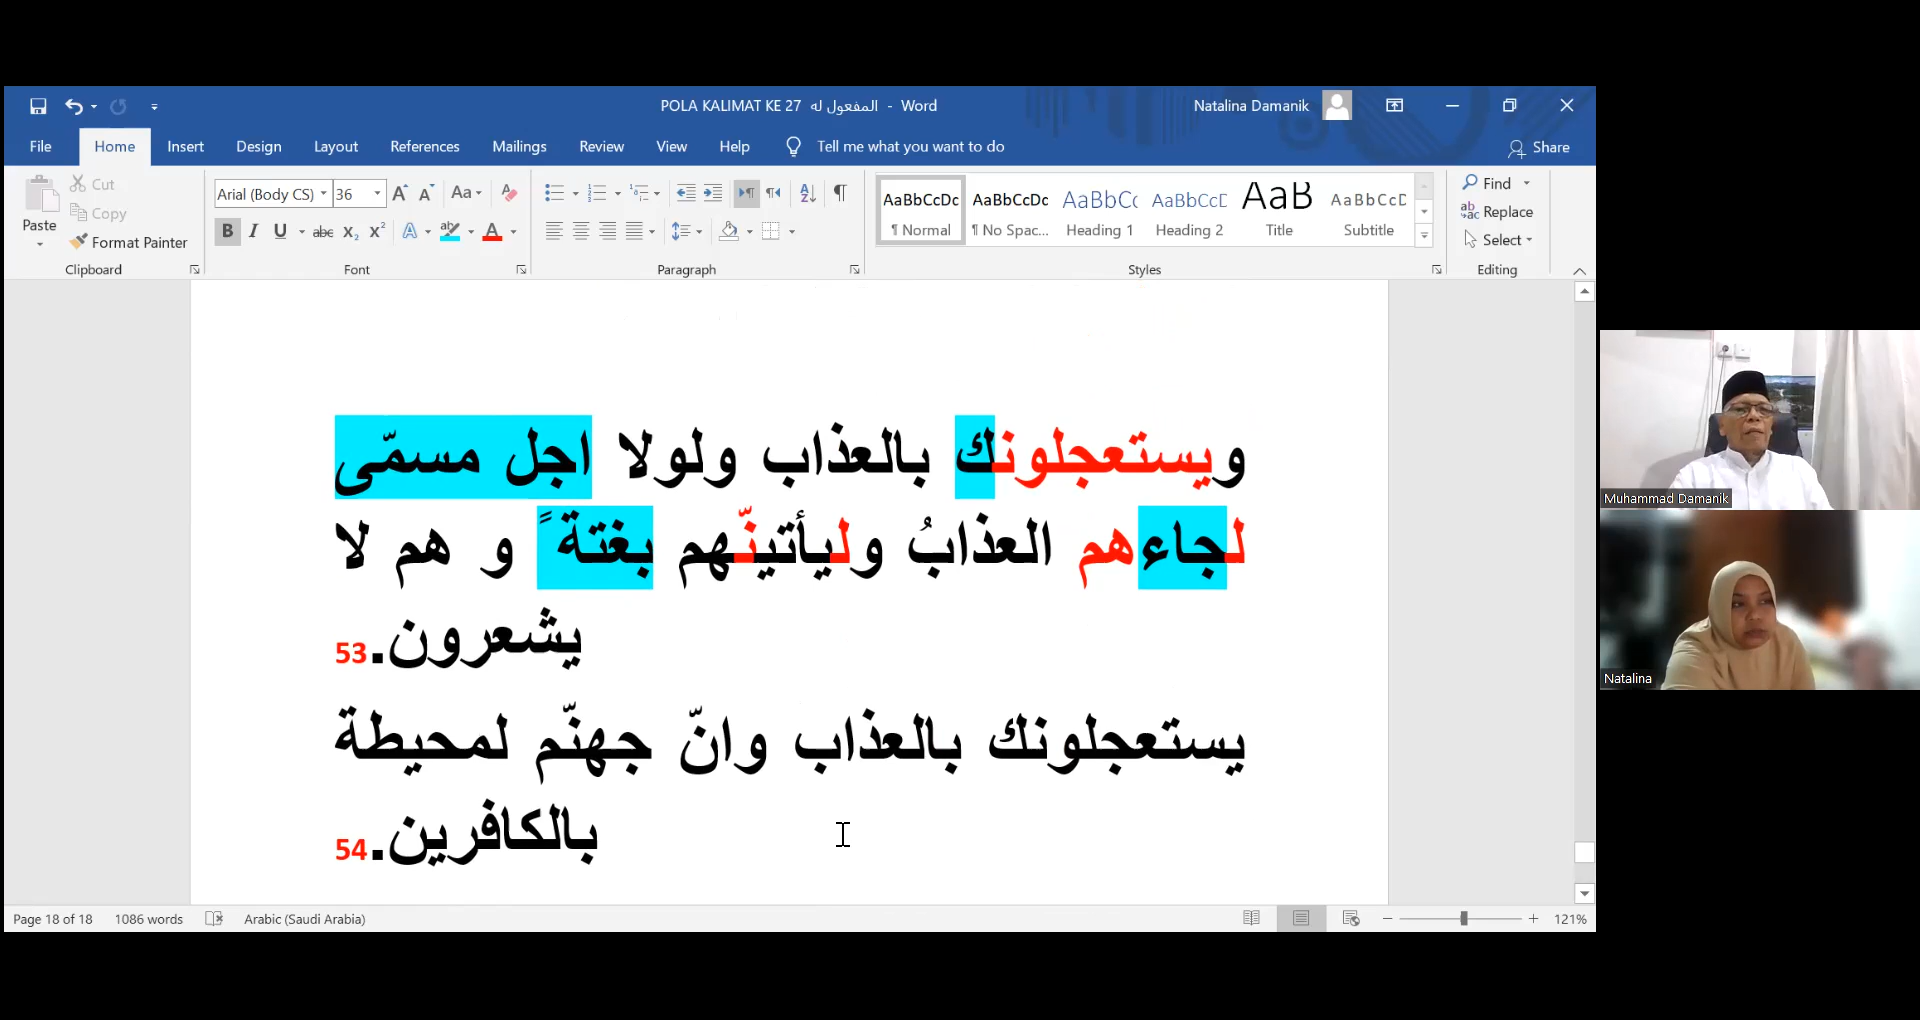 POLA KALIMAT KE 27 المفعول له - Word
Natalina Damanik
File Home Insert Design Layout References Mailings Review View Help Tell me what you want to do Share
Paste
Cut
Copy
Format Painter
Clipboard
Arial (Body CS) 36
Font
Paragraph
AaBbCcDc AaBbCcDc AaBbCc AaBbCcD AaB AaBbCcD
¶ Normal ¶ No Spac... Heading 1 Heading 2 Title Subtitle
Styles
Find
Replace
Select
Editing
ويستعجلونك بالعذاب ولولا اجل مسمّى
لجاءهم العذابُ وليأتينّهم بغتة ً و هم لا
يشعرون.53
يستعجلونك بالعذاب وانّ جهنّم لمحيطة
بالكافرين.54
Muhammad Damanik
Natalina
Page 18 of 18 1086 words Arabic (Saudi Arabia) 121%